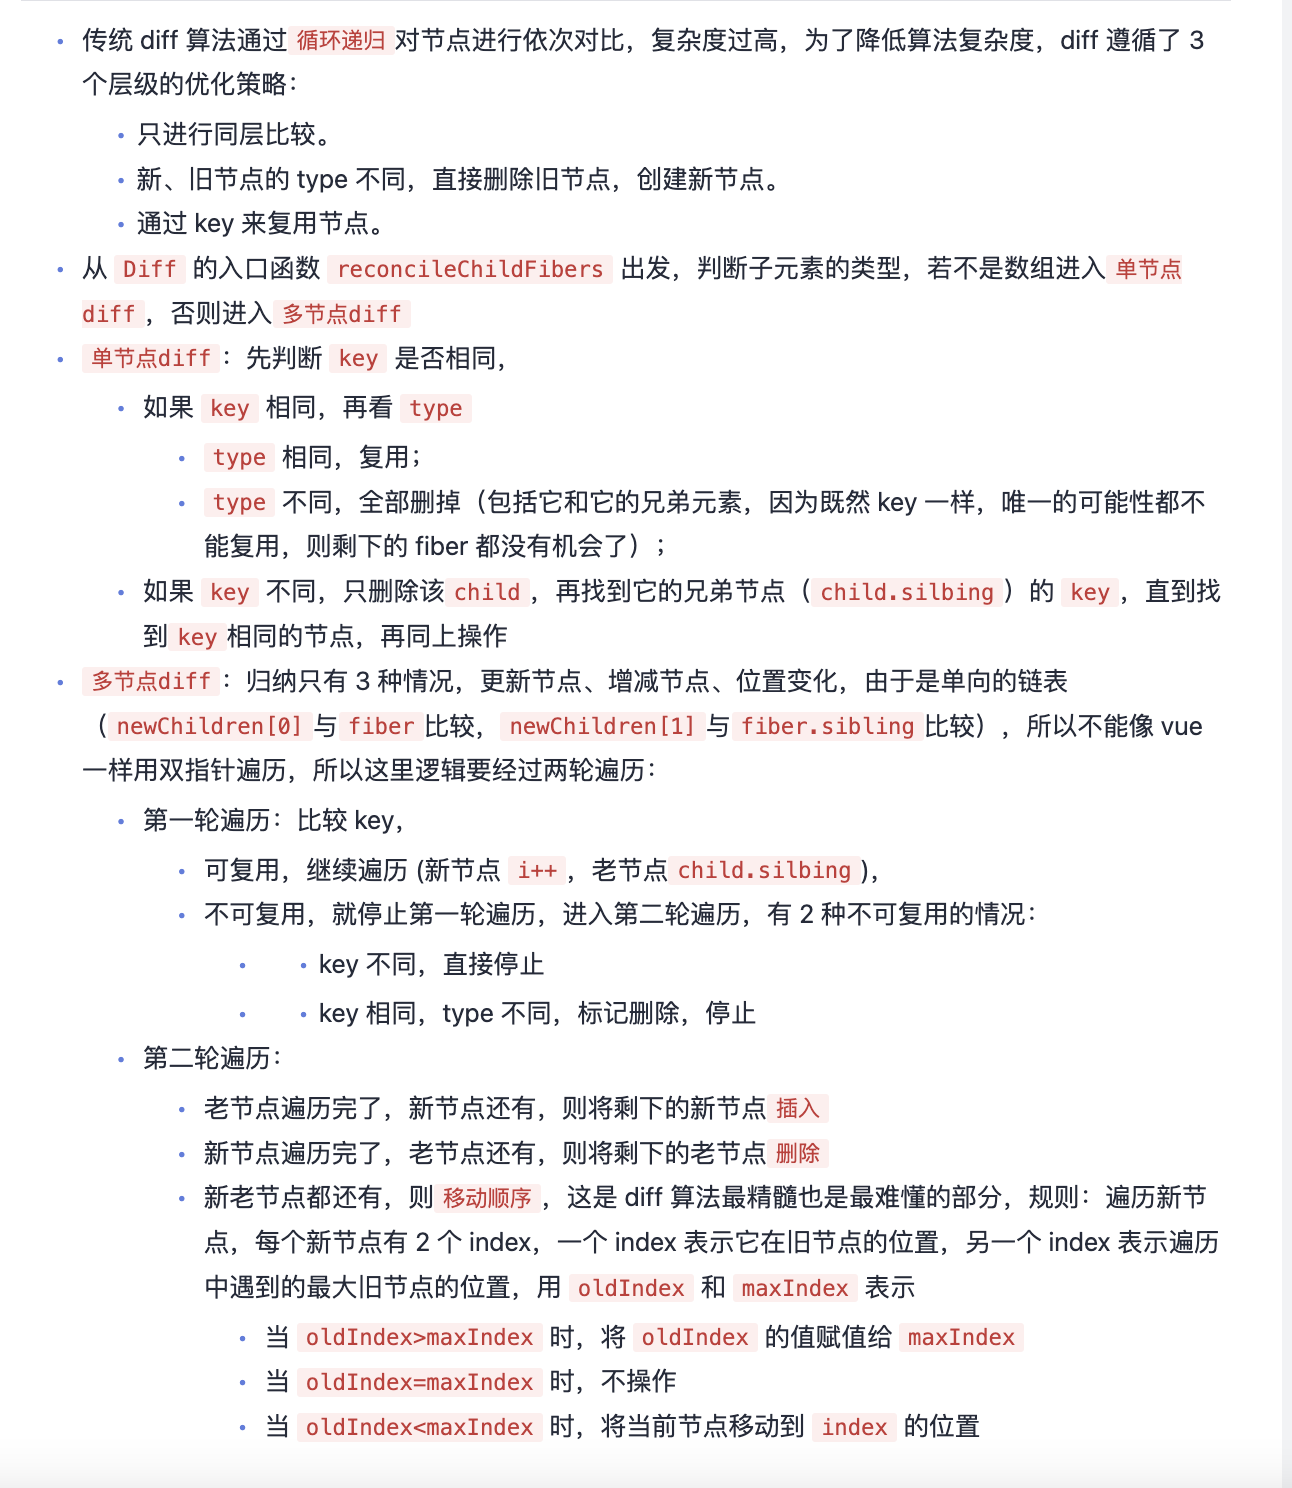 传统 diff 算法通过循环递归对节点进行依次对比，复杂度过高，为了降低算法复杂度，diff 遵循了 3
个层级的优化策略：
只进行同层比较。
新、旧节点的 type 不同，直接删除旧节点，创建新节点。
通过 key 来复用节点。
从 Diff 的入口函数 reconcileChildFibers 出发，判断子元素的类型，若不是数组进入单节点
diff，否则进入多节点diff
单节点diff：先判断 key 是否相同，
如果 key 相同，再看 type
type 相同，复用；
type 不同，全部删掉（包括它和它的兄弟元素，因为既然 key 一样，唯一的可能性都不
能复用，则剩下的 fiber 都没有机会了）；
如果 key 不同，只删除该child，再找到它的兄弟节点（child.silbing）的 key，直到找
到key相同的节点，再同上操作
多节点diff：归纳只有 3 种情况，更新节点、增减节点、位置变化，由于是单向的链表
（newChildren[0]与fiber比较，newChildren[1]与fiber.sibling比较），所以不能像 vue
一样用双指针遍历，所以这里逻辑要经过两轮遍历：
第一轮遍历：比较 key，
可复用，继续遍历 (新节点 i++，老节点child.silbing)，
不可复用，就停止第一轮遍历，进入第二轮遍历，有 2 种不可复用的情况：
key 不同，直接停止
key 相同，type 不同，标记删除，停止
第二轮遍历：
老节点遍历完了，新节点还有，则将剩下的新节点插入
新节点遍历完了，老节点还有，则将剩下的老节点删除
新老节点都还有，则移动顺序，这是 diff 算法最精髓也是最难懂的部分，规则：遍历新节
点，每个新节点有 2 个 index，一个 index 表示它在旧节点的位置，另一个 index 表示遍历
中遇到的最大旧节点的位置，用 oldIndex 和 maxIndex 表示
当 oldIndex>maxIndex 时，将 oldIndex 的值赋值给 maxIndex
当 oldIndex=maxIndex 时，不操作
当 oldIndex<maxIndex 时，将当前节点移动到 index 的位置